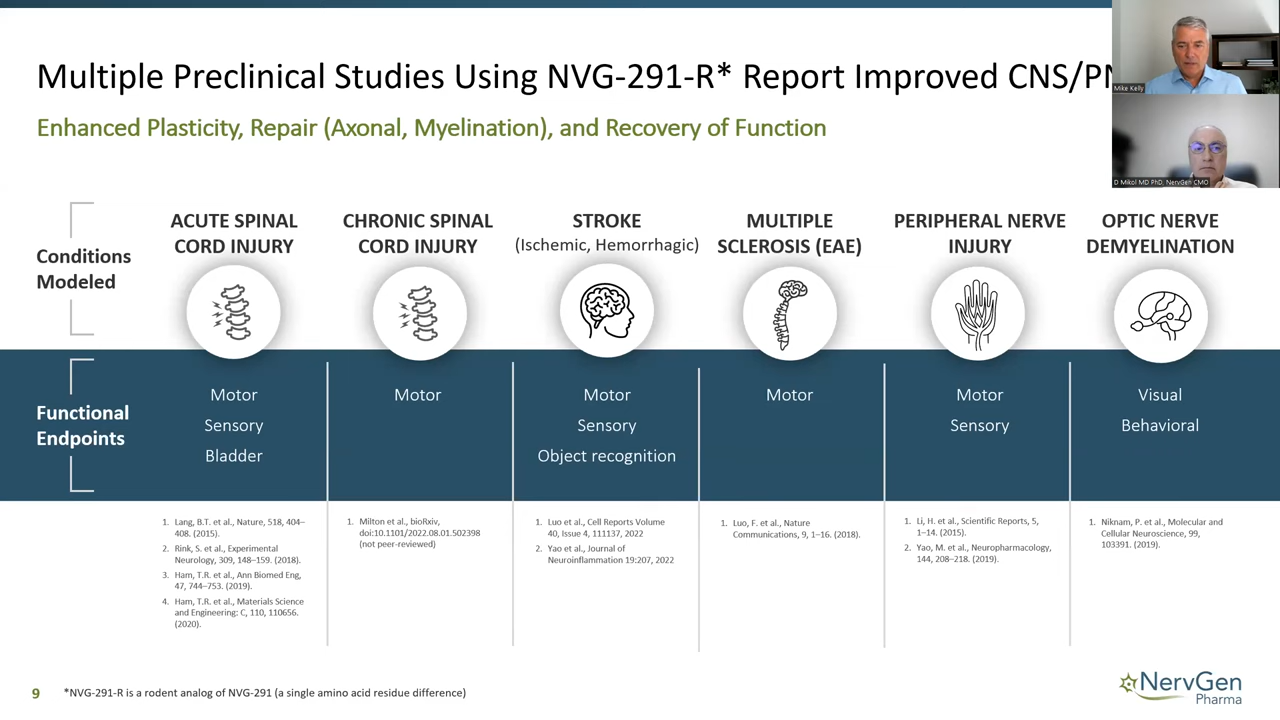 Multiple Preclinical Studies Using NVG-291-R* Report Improved CNS/PN
Enhanced Plasticity, Repair (Axonal, Myelination), and Recovery of Function
Mike Kelly
D Mikol MD PhD, NervGen CMO
Conditions
Modeled
ACUTE SPINAL
CORD INJURY
CHRONIC SPINAL
CORD INJURY
STROKE
(Ischemic, Hemorrhagic)
MULTIPLE
SCLEROSIS (EAE)
PERIPHERAL NERVE
INJURY
OPTIC NERVE
DEMYELINATION
Functional
Endpoints
Motor
Sensory
Bladder
Motor
Motor
Sensory
Object recognition
Motor
Motor
Sensory
Visual
Behavioral
1. Lang, B.T. et al., Nature, 518, 404–
408. (2015).
2. Rink, S. et al., Experimental
Neurology, 309, 148–159. (2018).
3. Ham, T.R. et al., Ann Biomed Eng,
47, 744–753. (2019).
4. Ham, T.R. et al., Materials Science
and Engineering: C, 110, 110656.
(2020).
1. Milton et al., bioRxiv,
doi:10.1101/2022.08.01.502398
(not peer-reviewed)
1. Luo et al., Cell Reports Volume
40, Issue 4, 111137, 2022
2. Yao et al., Journal of
Neuroinflammation 19:207, 2022
1. Luo, F. et al., Nature
Communications, 9, 1–16. (2018).
1. Li, H. et al., Scientific Reports, 5,
1–14. (2015).
2. Yao, M. et al., Neuropharmacology,
144, 208–218. (2019).
1. Niknam, P. et al., Molecular and
Cellular Neuroscience, 99,
103391. (2019).
9
*NVG-291-R is a rodent analog of NVG-291 (a single amino acid residue difference)
NervGen
Pharma